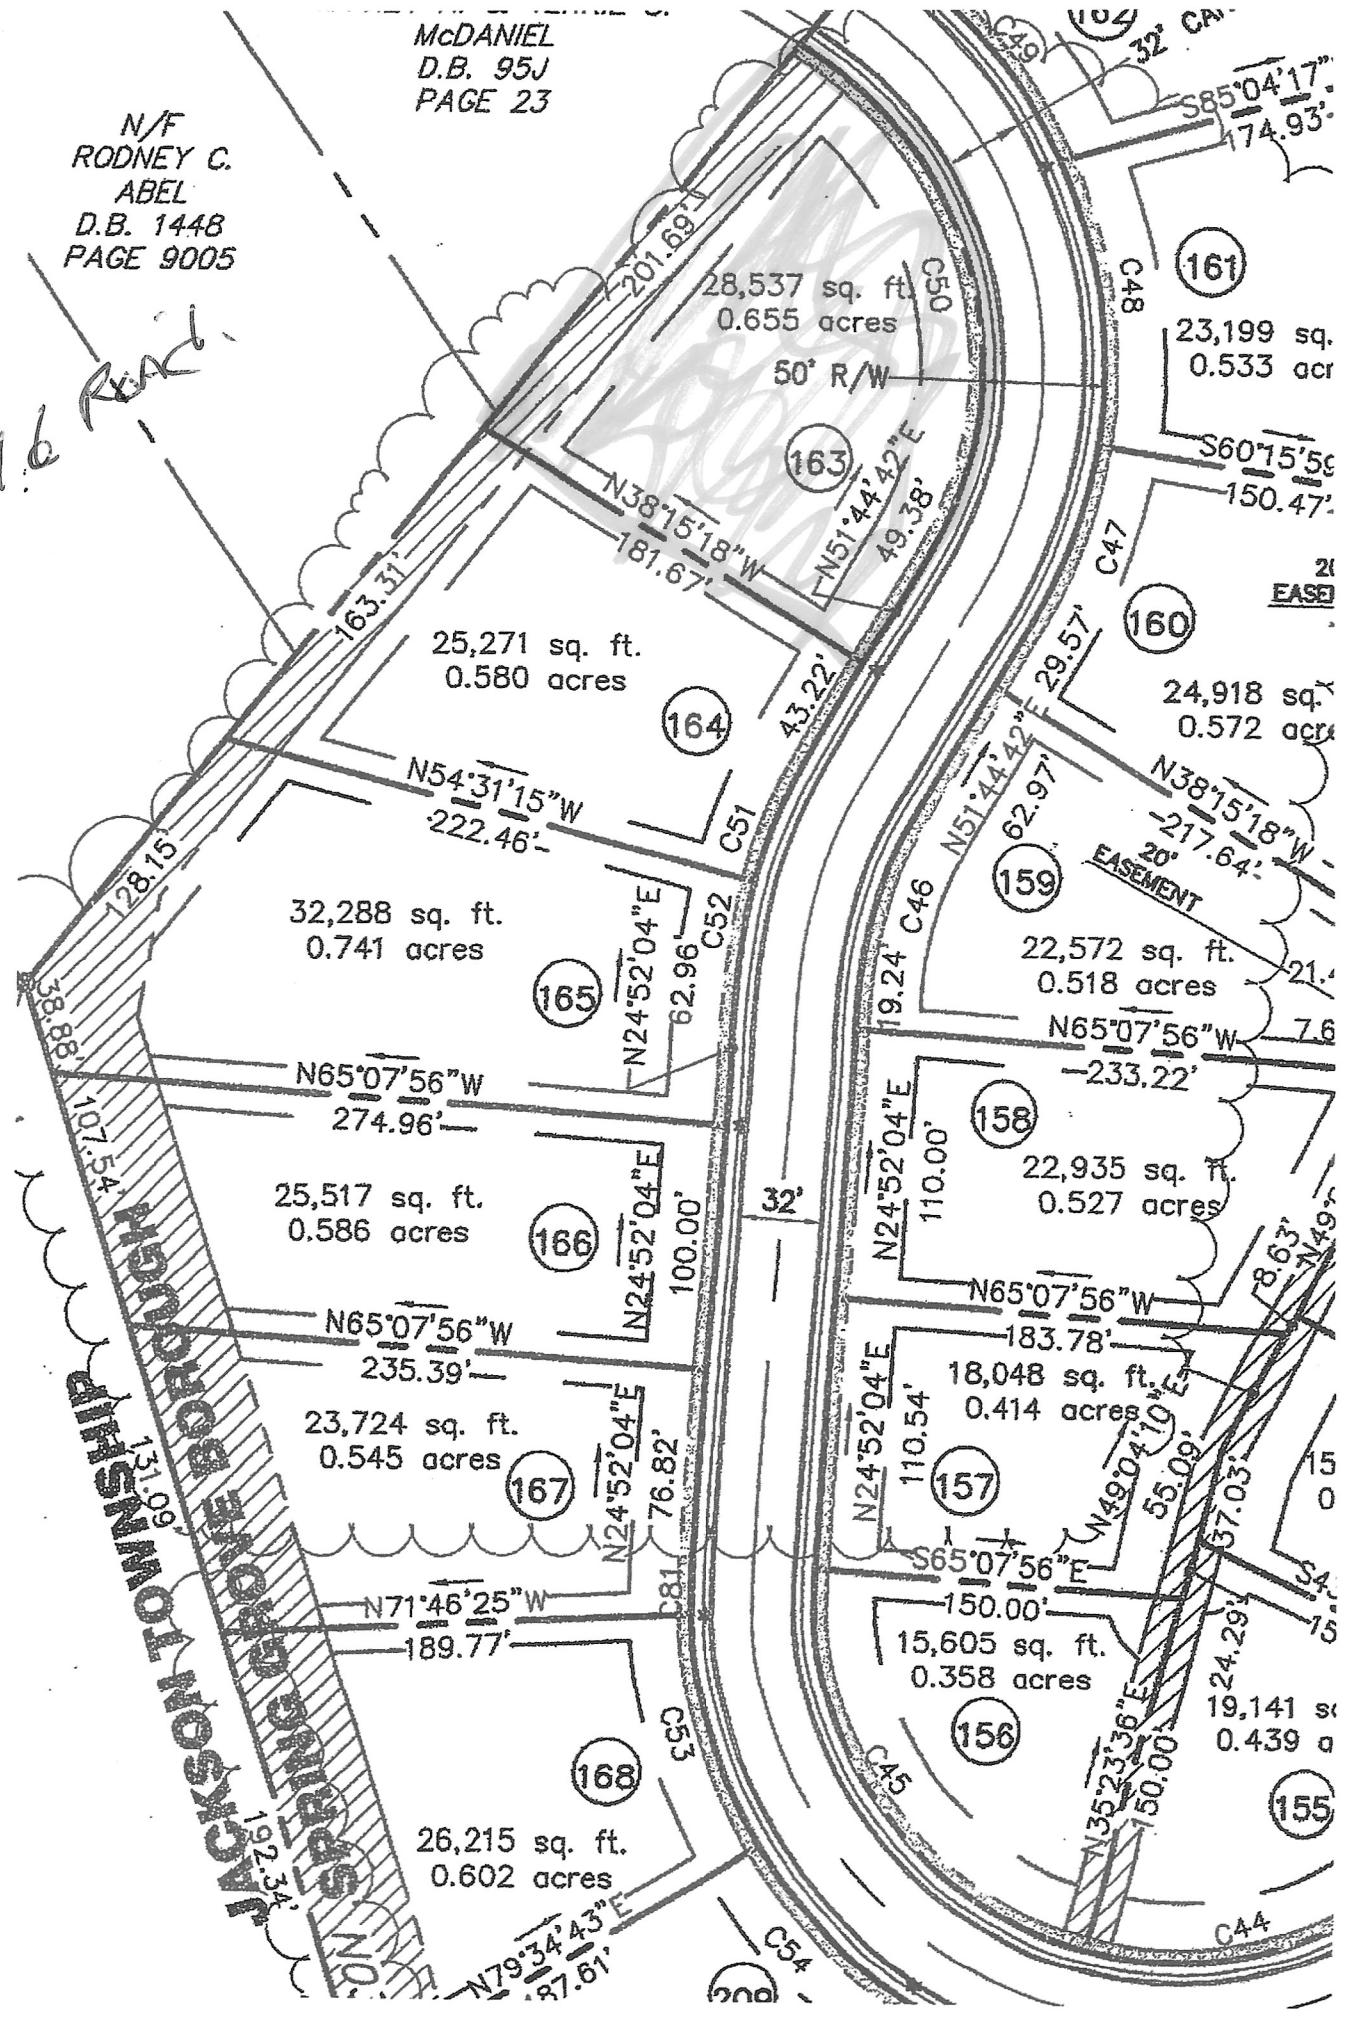 McDANIEL
D.B. 95J
PAGE 23
N/F
RODNEY C.
ABEL
D.B. 1448
PAGE 9005
162
C49
32'
S85°04'17"
174.93'
201.69'
28,537 sq. ft.
0.655 acres
C50
50' R/W
163
N51°44'42"E
49.38'
N38°15'18"W
181.67'
C48
161
23,199 sq.
0.533 acr
S60°15'59
150.47'
C47
EASE
160
29.57'
24,918 sq.
0.572 acre
163.31'
25,271 sq. ft.
0.580 acres
164
43.22'
N51°44'42"E
62.97'
N38°15'18"W
217.64'
20'
EASEMENT
N54°31'15"W
222.46'
C51
159
C46
128.15'
32,288 sq. ft.
0.741 acres
165
N24°52'04"E
62.96'
C52
19.24'
22,572 sq. ft.
0.518 acres
21.4
38.88'
N65°07'56"W
274.96'
N65°07'56"W
233.22'
7.6
107.54'
158
N24°52'04"E
110.00'
22,935 sq. ft.
0.527 acres
25,517 sq. ft.
0.586 acres
166
N24°52'04"E
100.00'
32'
8.63'
N49°
N65°07'56"W
235.39'
N65°07'56"W
183.78'
18,048 sq. ft.
0.414 acres
131.09'
23,724 sq. ft.
0.545 acres
167
N24°52'04"E
76.82'
N24°52'04"E
110.54'
157
N49°04'10"E
55.09'
37.03'
15
0
S65°07'56"E
150.00'
N71°46'25"W
189.77'
C81
15,605 sq. ft.
0.358 acres
156
24.29'
15
N35°23'36"E
150.00'
19,141 s
0.439 a
155
C53
168
C45
26,215 sq. ft.
0.602 acres
192.34'
JACKSON TOWNSHIP
SPRING GROVE BOROUGH
N79°34'43"E
187.61'
C54
209
C44